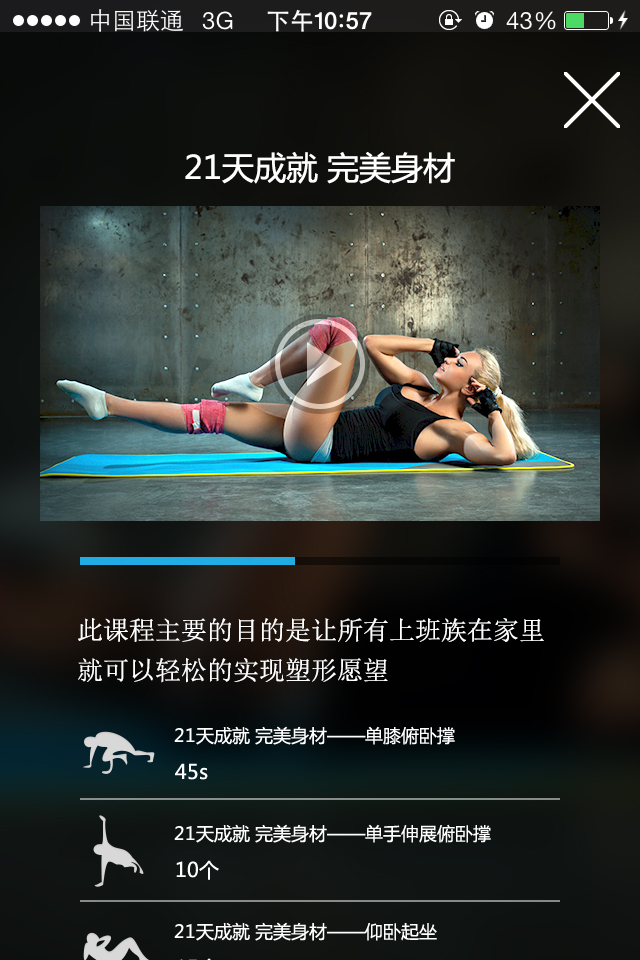 中国联通 3G 下午10:57 43%
21天成就 完美身材
此课程主要的目的是让所有上班族在家里
就可以轻松的实现塑形愿望
21天成就 完美身材——单膝俯卧撑
45s
21天成就 完美身材——单手伸展俯卧撑
10个
21天成就 完美身材——仰卧起坐